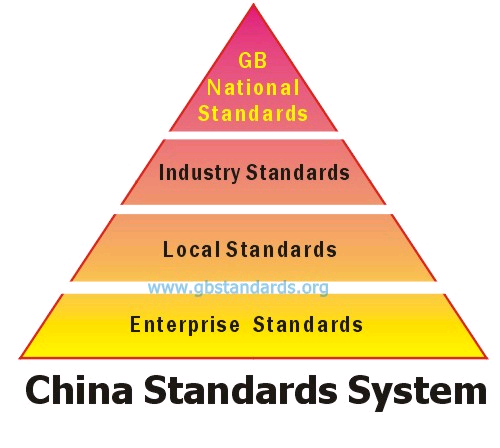 GB
National
Standards
Industry Standards
Local Standards
www.gbstandards.org
Enterprise Standards
China Standards System